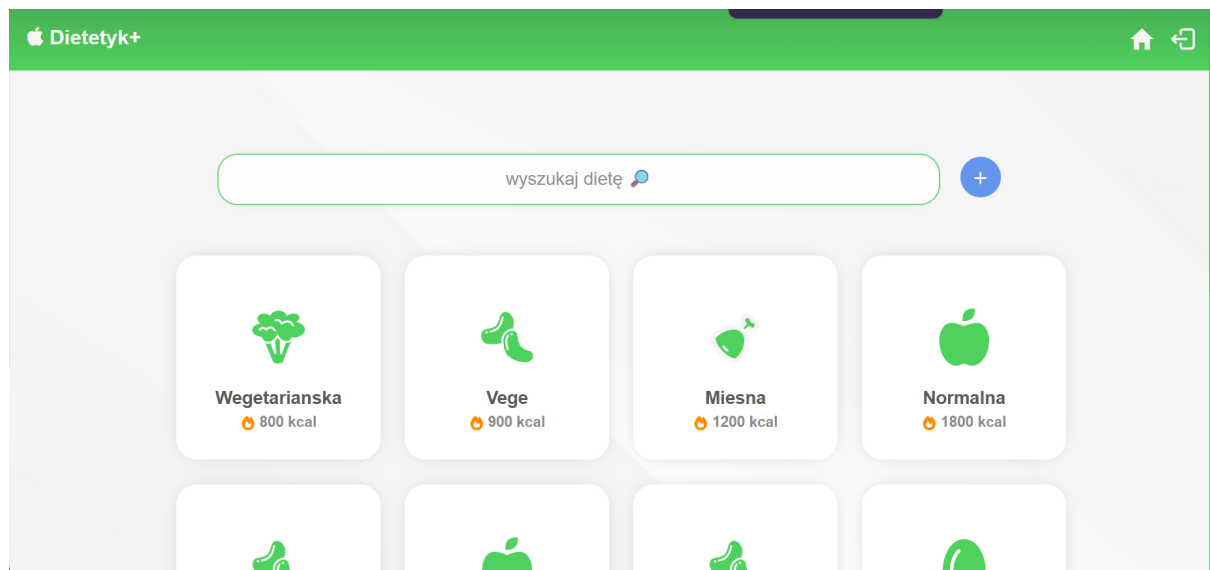 Dietetyk+
wyszukaj dietę 🔎
+
Wegetarianska
800 kcal
Vege
900 kcal
Miesna
1200 kcal
Normalna
1800 kcal